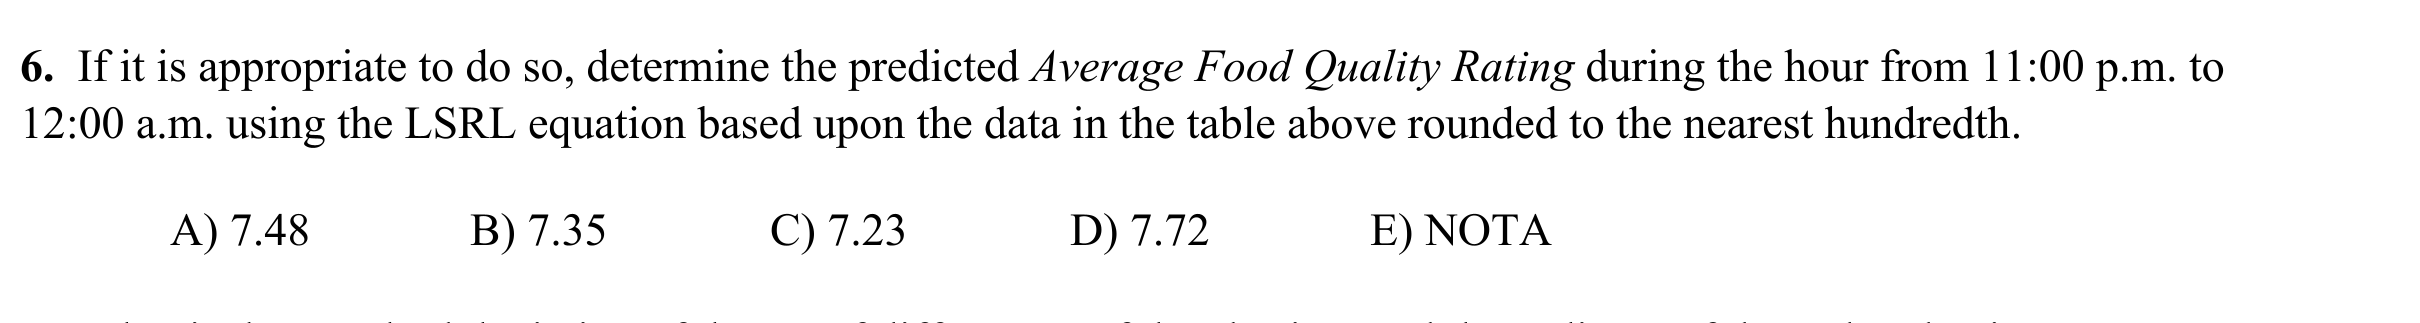 6. If it is appropriate to do so, determine the predicted Average Food Quality Rating during the hour from 11:00 p.m. to
12:00 a.m. using the LSRL equation based upon the data in the table above rounded to the nearest hundredth.
A) 7.48 B) 7.35 C) 7.23 D) 7.72 E) NOTA